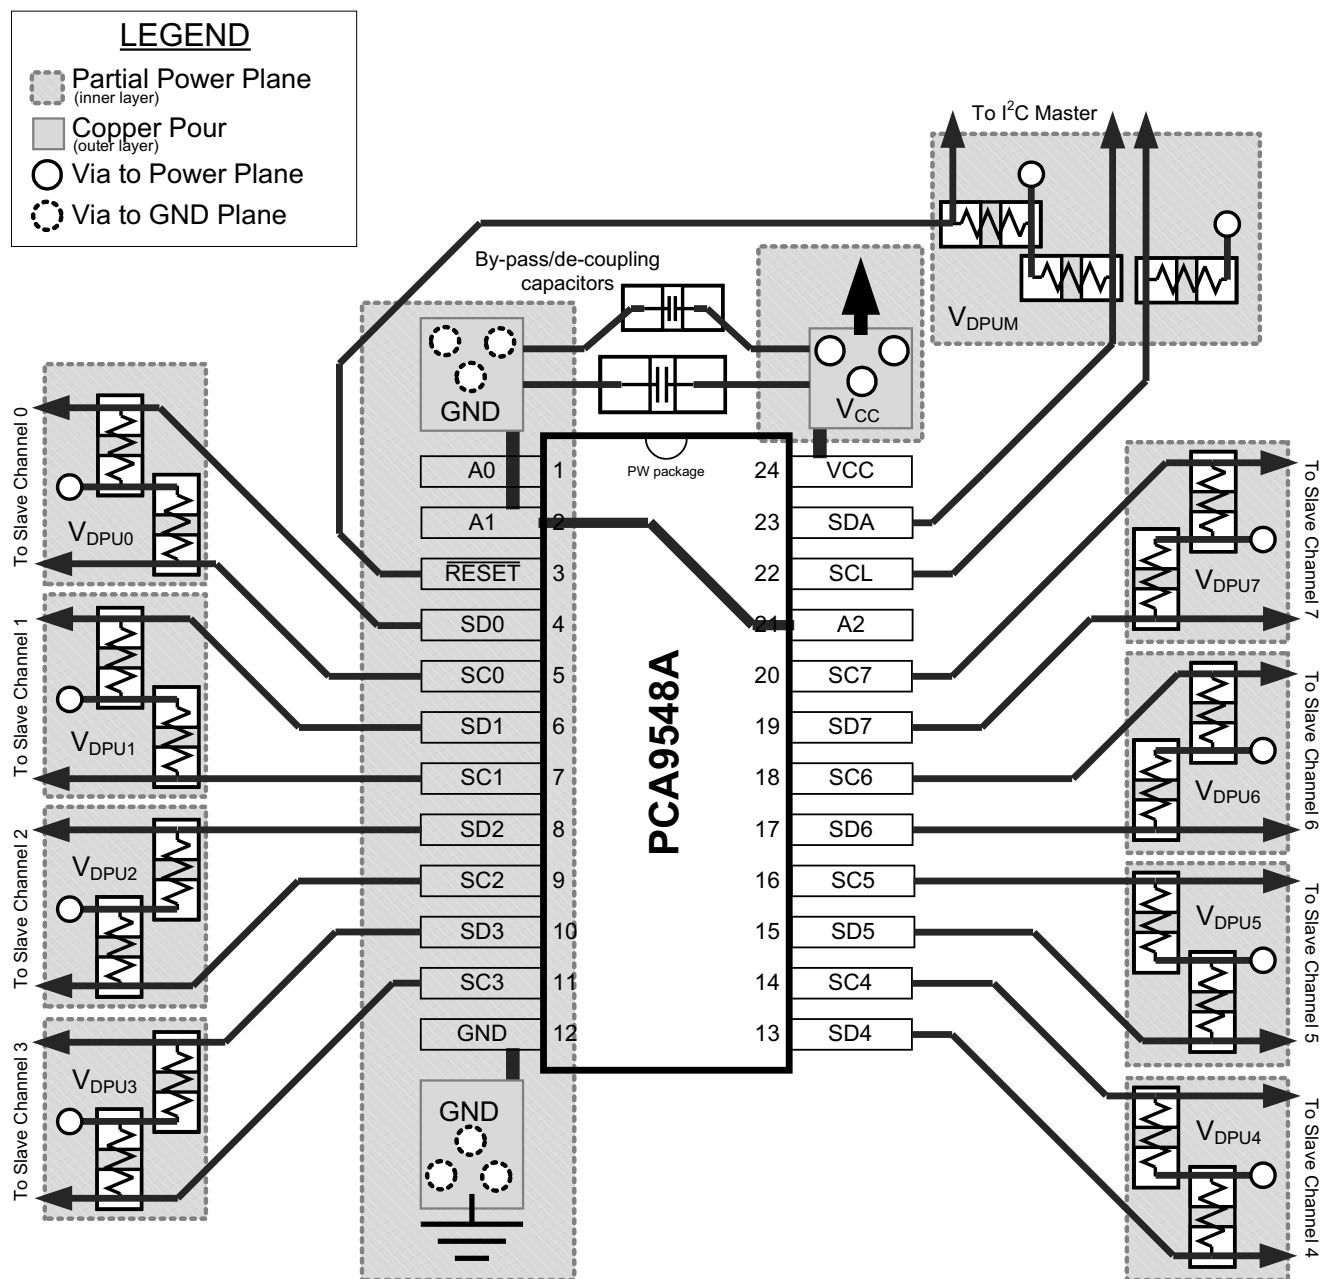 LEGEND
Partial Power Plane
(inner layer)
Copper Pour
(outer layer)
Via to Power Plane
Via to GND Plane
To I²C Master
By-pass/de-coupling
capacitors
VDPUM
GND
VCC
PW package
PCA9548A
A0 1
A1 2
RESET 3
SD0 4
SC0 5
SD1 6
SC1 7
SD2 8
SC2 9
SD3 10
SC3 11
GND 12
24 VCC
23 SDA
22 SCL
21 A2
20 SC7
19 SD7
18 SC6
17 SD6
16 SC5
15 SD5
14 SC4
13 SD4
GND
To Slave Channel 0
VDPU0
To Slave Channel 1
VDPU1
To Slave Channel 2
VDPU2
To Slave Channel 3
VDPU3
To Slave Channel 7
VDPU7
To Slave Channel 6
VDPU6
To Slave Channel 5
VDPU5
To Slave Channel 4
VDPU4